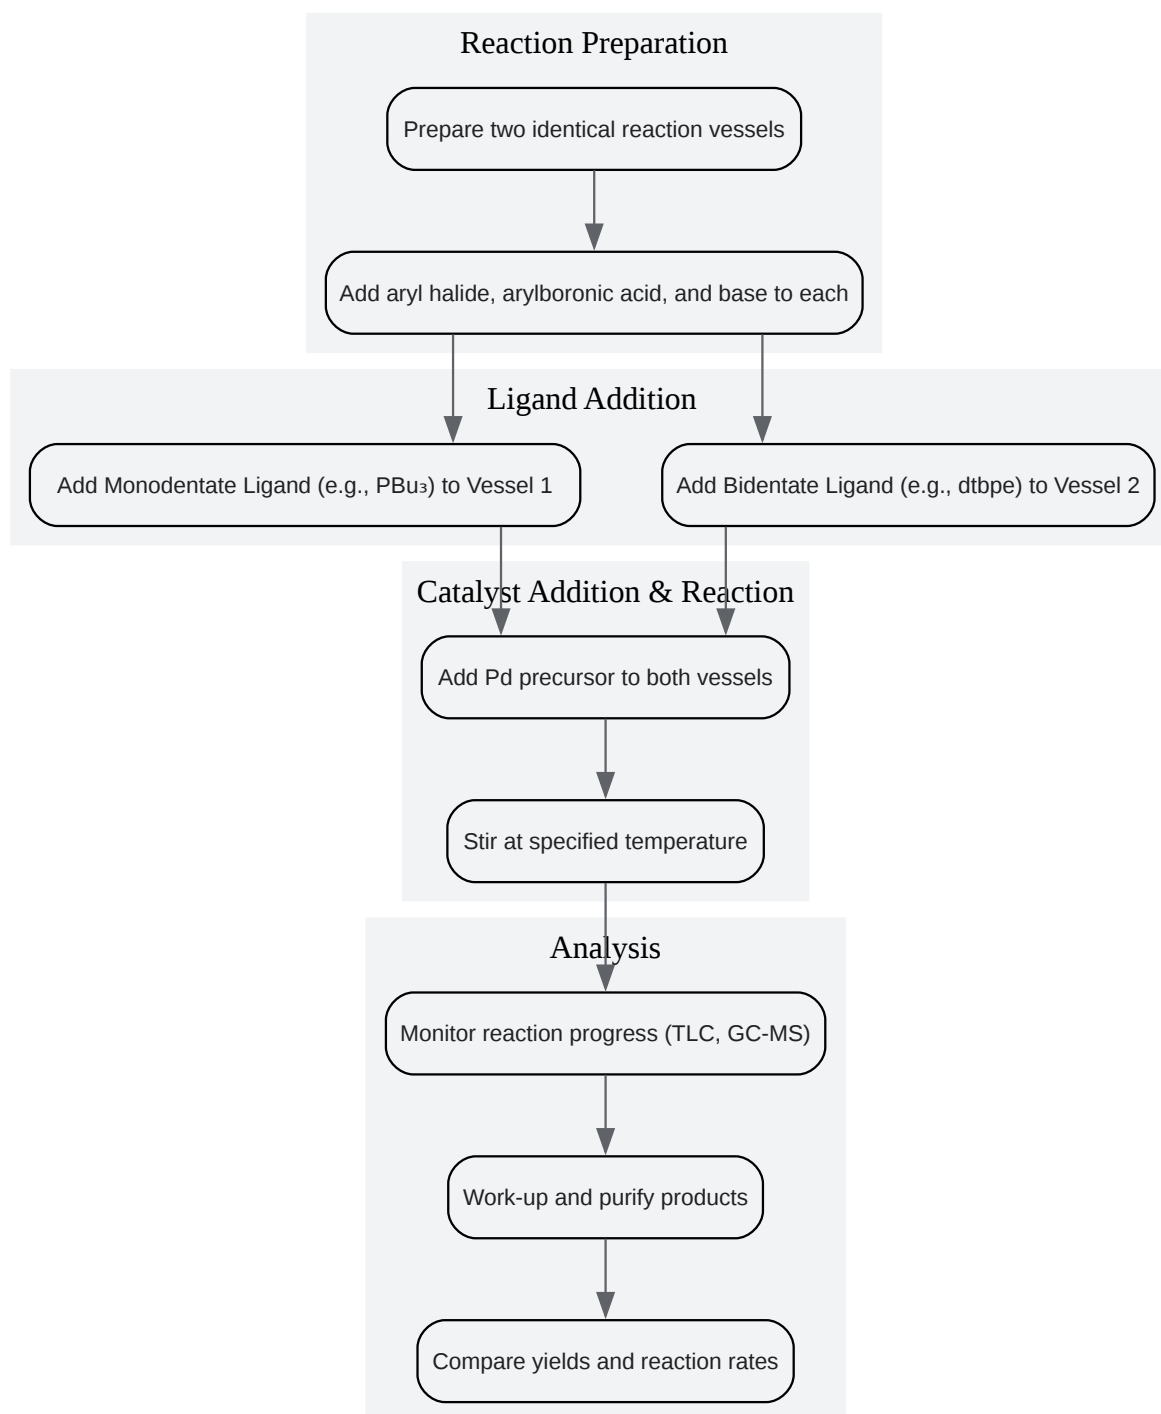 Reaction Preparation
Prepare two identical reaction vessels
Add aryl halide, arylboronic acid, and base to each
Ligand Addition
Add Monodentate Ligand (e.g., PBu₃) to Vessel 1
Add Bidentate Ligand (e.g., dtbpe) to Vessel 2
Catalyst Addition & Reaction
Add Pd precursor to both vessels
Stir at specified temperature
Analysis
Monitor reaction progress (TLC, GC-MS)
Work-up and purify products
Compare yields and reaction rates